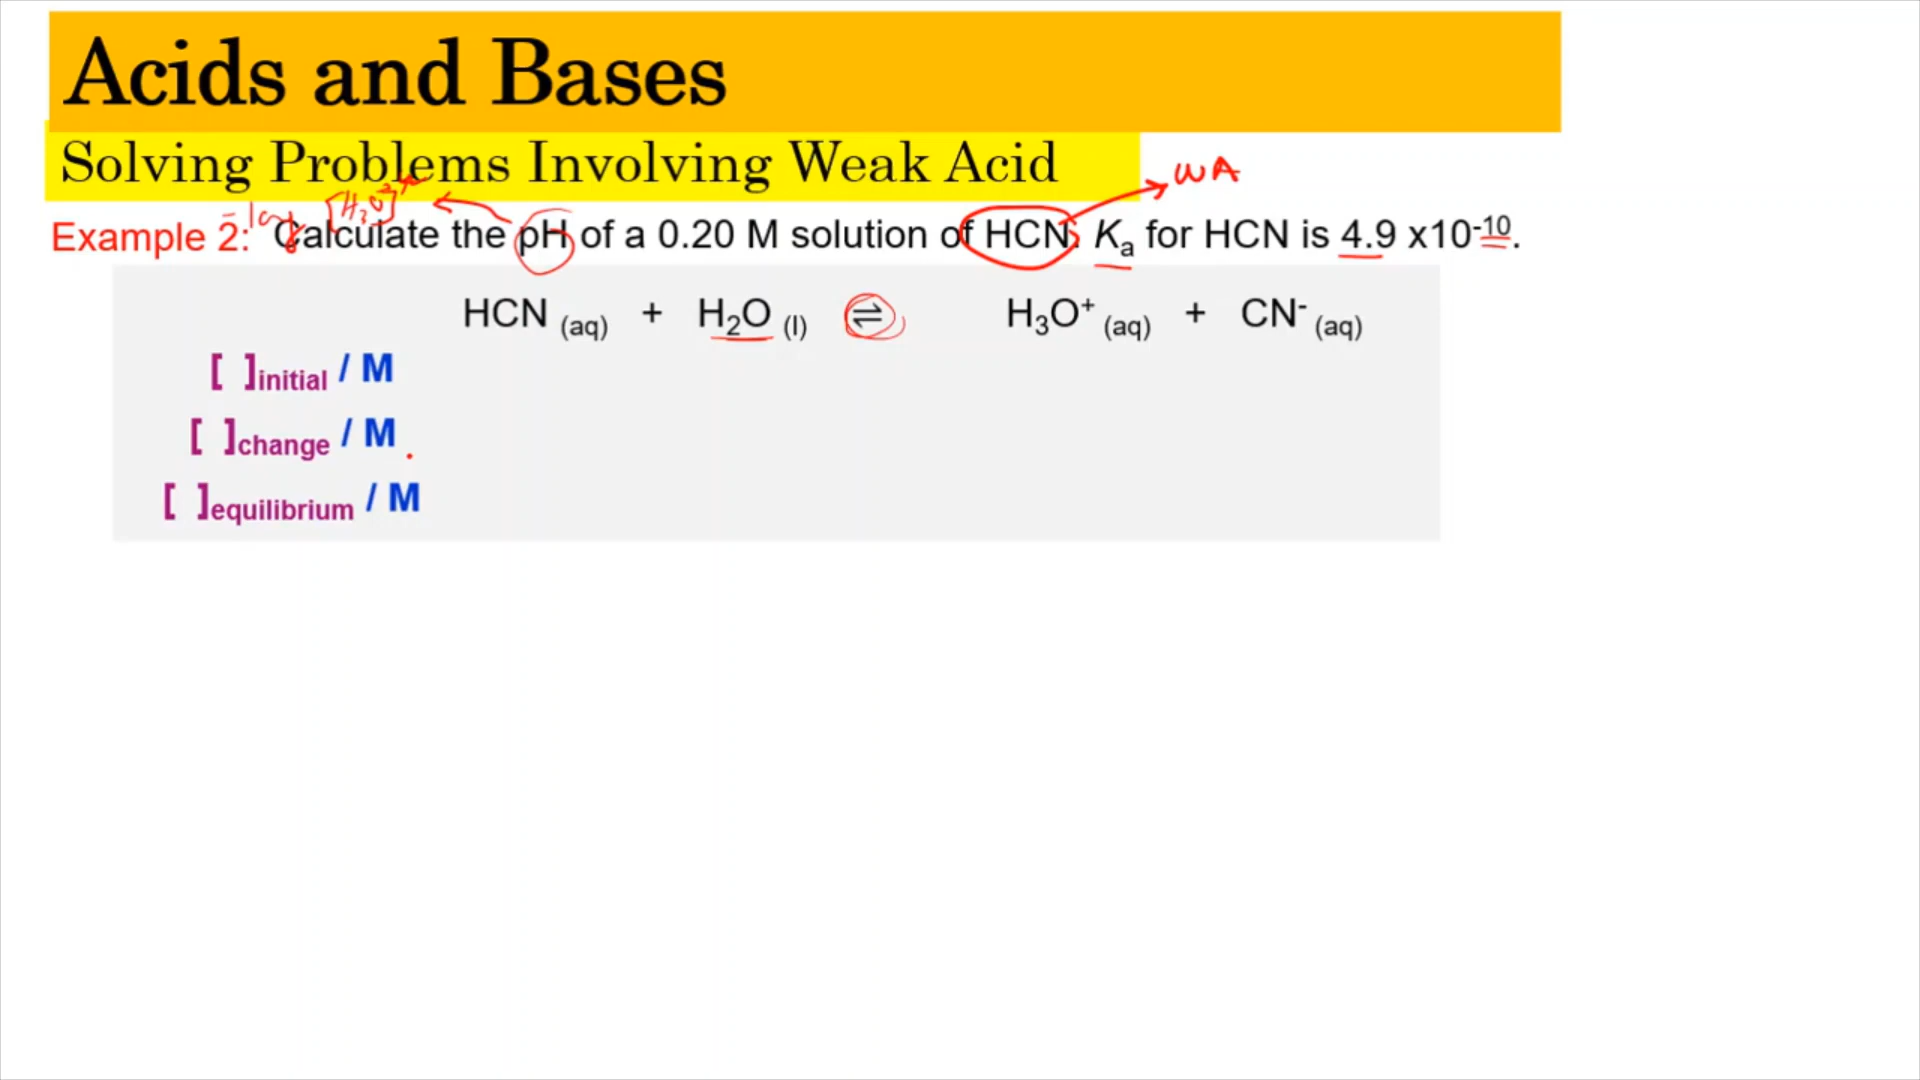 Acids and Bases
Solving Problems Involving Weak Acid
WA
-log [H₃O⁺]
Example 2: Calculate the pH of a 0.20 M solution of HCN. Kₐ for HCN is 4.9 x10⁻¹⁰.
HCN (aq) + H₂O (l) ⇌ H₃O⁺ (aq) + CN⁻ (aq)
[ ]initial / M
[ ]change / M
[ ]equilibrium / M